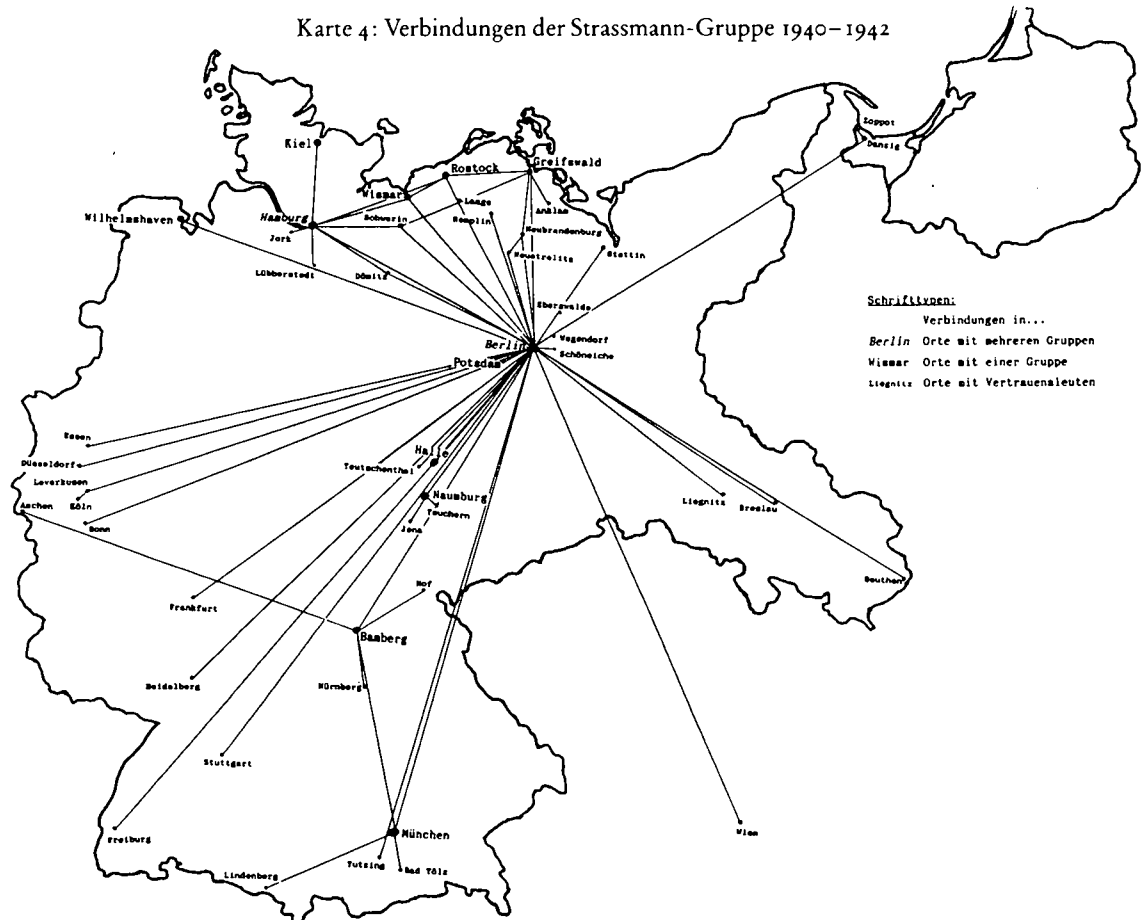 Karte 4: Verbindungen der Strassmann-Gruppe 1940–1942
Zoppot
Danzig
Kiel
Greifswald
Rostock
Wismar
Laage
Anklam
Wilhelmshaven
Hamburg
Schwerin
Remplin
Jork
Neubrandenburg
Neustrelitz
Stettin
Lübberstedt
Dömitz
Eberswalde
Schrifttypen:
Verbindungen in...
Berlin Orte mit mehreren Gruppen
Wismar Orte mit einer Gruppe
Liegnitz Orte mit Vertrauensleuten
Wegendorf
Berlin
Schöneiche
Potsdam
Essen
Düsseldorf
Leverkusen
Köln
Aachen
Bonn
Halle
Teutschenthal
Naumburg
Teuchern
Jena
Liegnitz
Breslau
Beuthen
Hof
Frankfurt
Bamberg
Heidelberg
Nürnberg
Stuttgart
Freiburg
München
Wien
Tutzing
Bad Tölz
Lindenberg